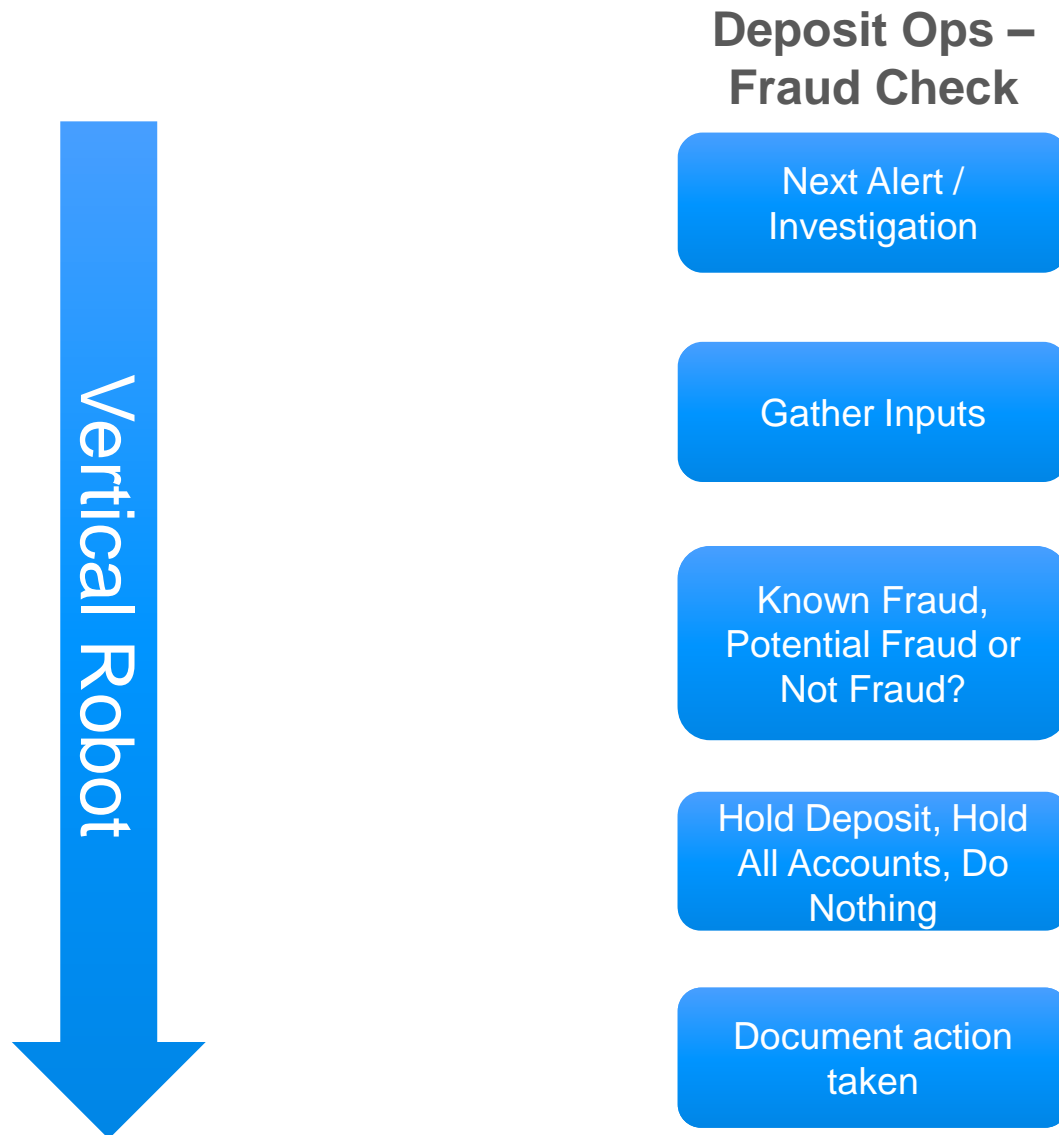 Deposit Ops –
Fraud Check
Next Alert /
Investigation
Gather Inputs
Known Fraud,
Potential Fraud or
Not Fraud?
Hold Deposit, Hold
All Accounts, Do
Nothing
Document action
taken
Vertical Robot